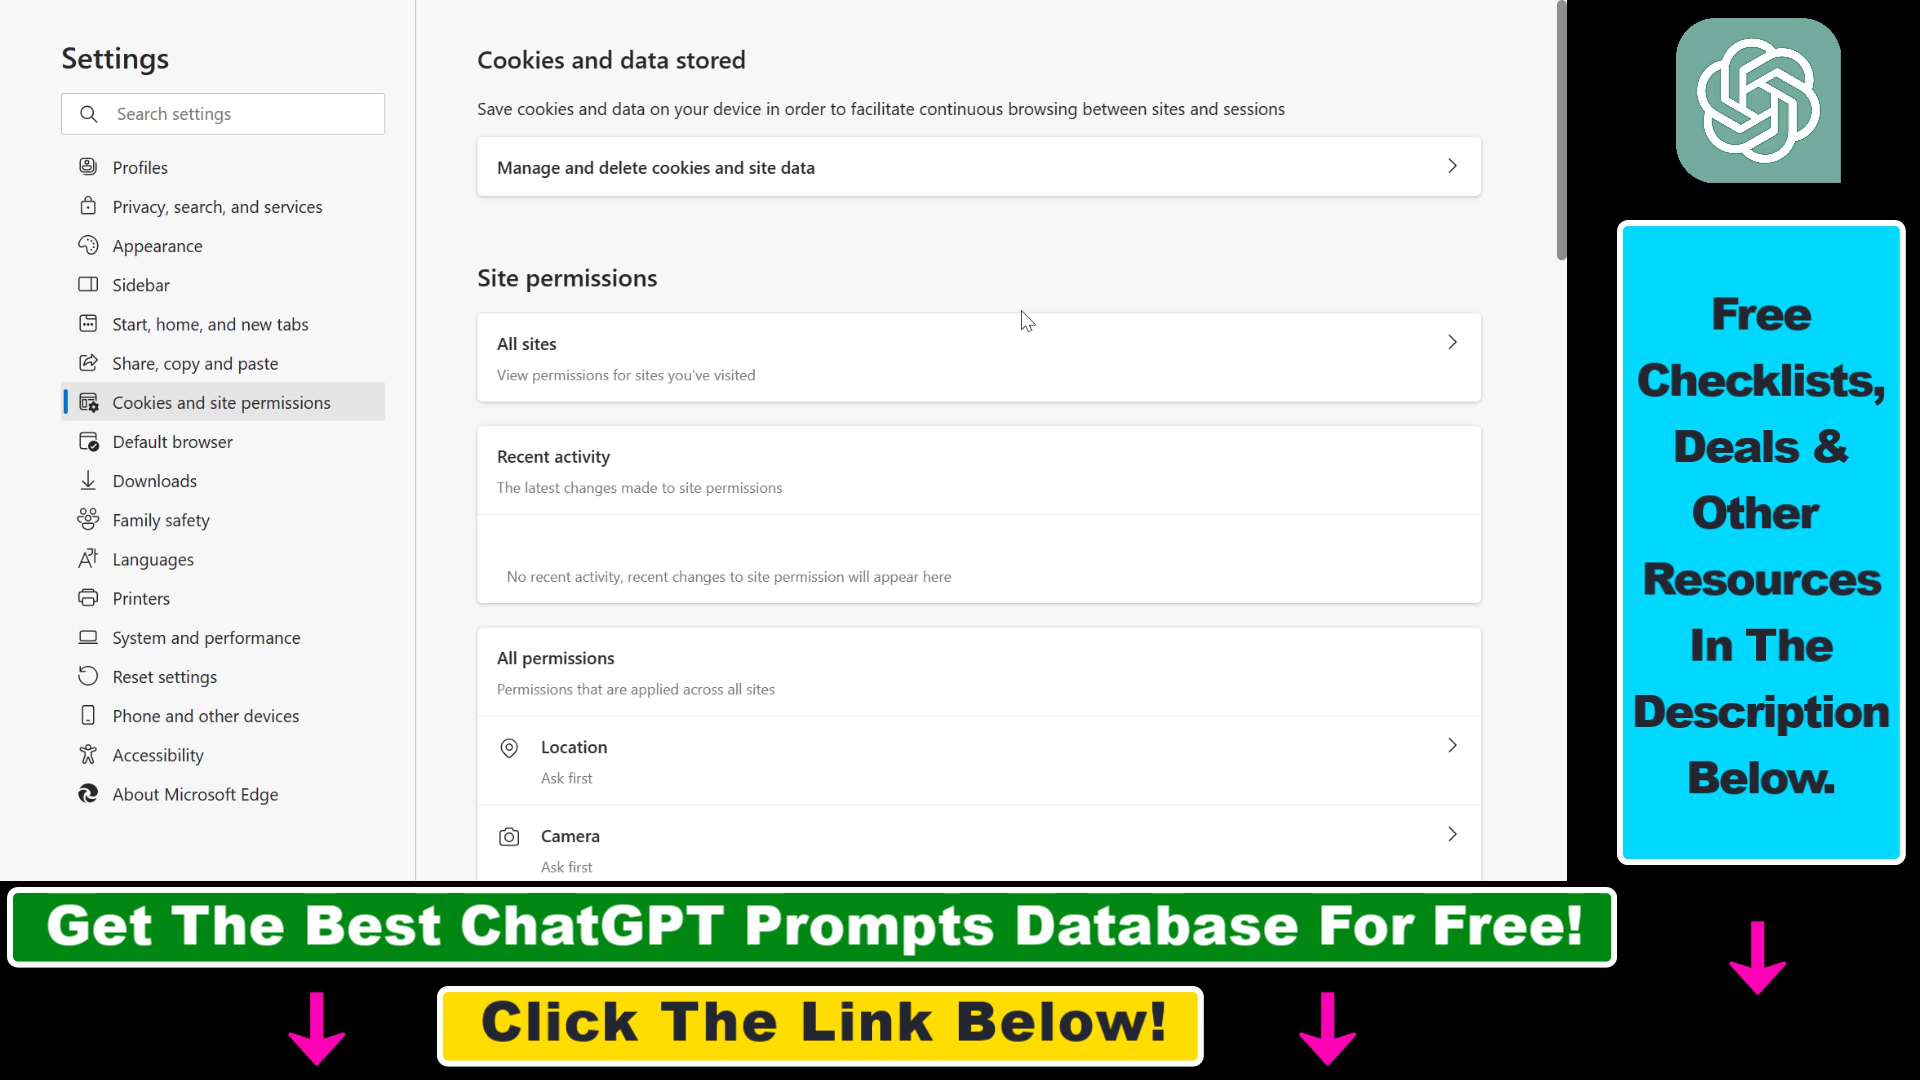 Settings
Search settings
Profiles
Privacy, search, and services
Appearance
Sidebar
Start, home, and new tabs
Share, copy and paste
Cookies and site permissions
Default browser
Downloads
Family safety
Languages
Printers
System and performance
Reset settings
Phone and other devices
Accessibility
About Microsoft Edge
Cookies and data stored
Save cookies and data on your device in order to facilitate continuous browsing between sites and sessions
Manage and delete cookies and site data
Site permissions
All sites
View permissions for sites you've visited
Recent activity
The latest changes made to site permissions
No recent activity, recent changes to site permission will appear here
All permissions
Permissions that are applied across all sites
Location
Ask first
Camera
Ask first
Free
Checklists,
Deals &
Other
Resources
In The
Description
Below.
Get The Best ChatGPT Prompts Database For Free!
Click The Link Below!